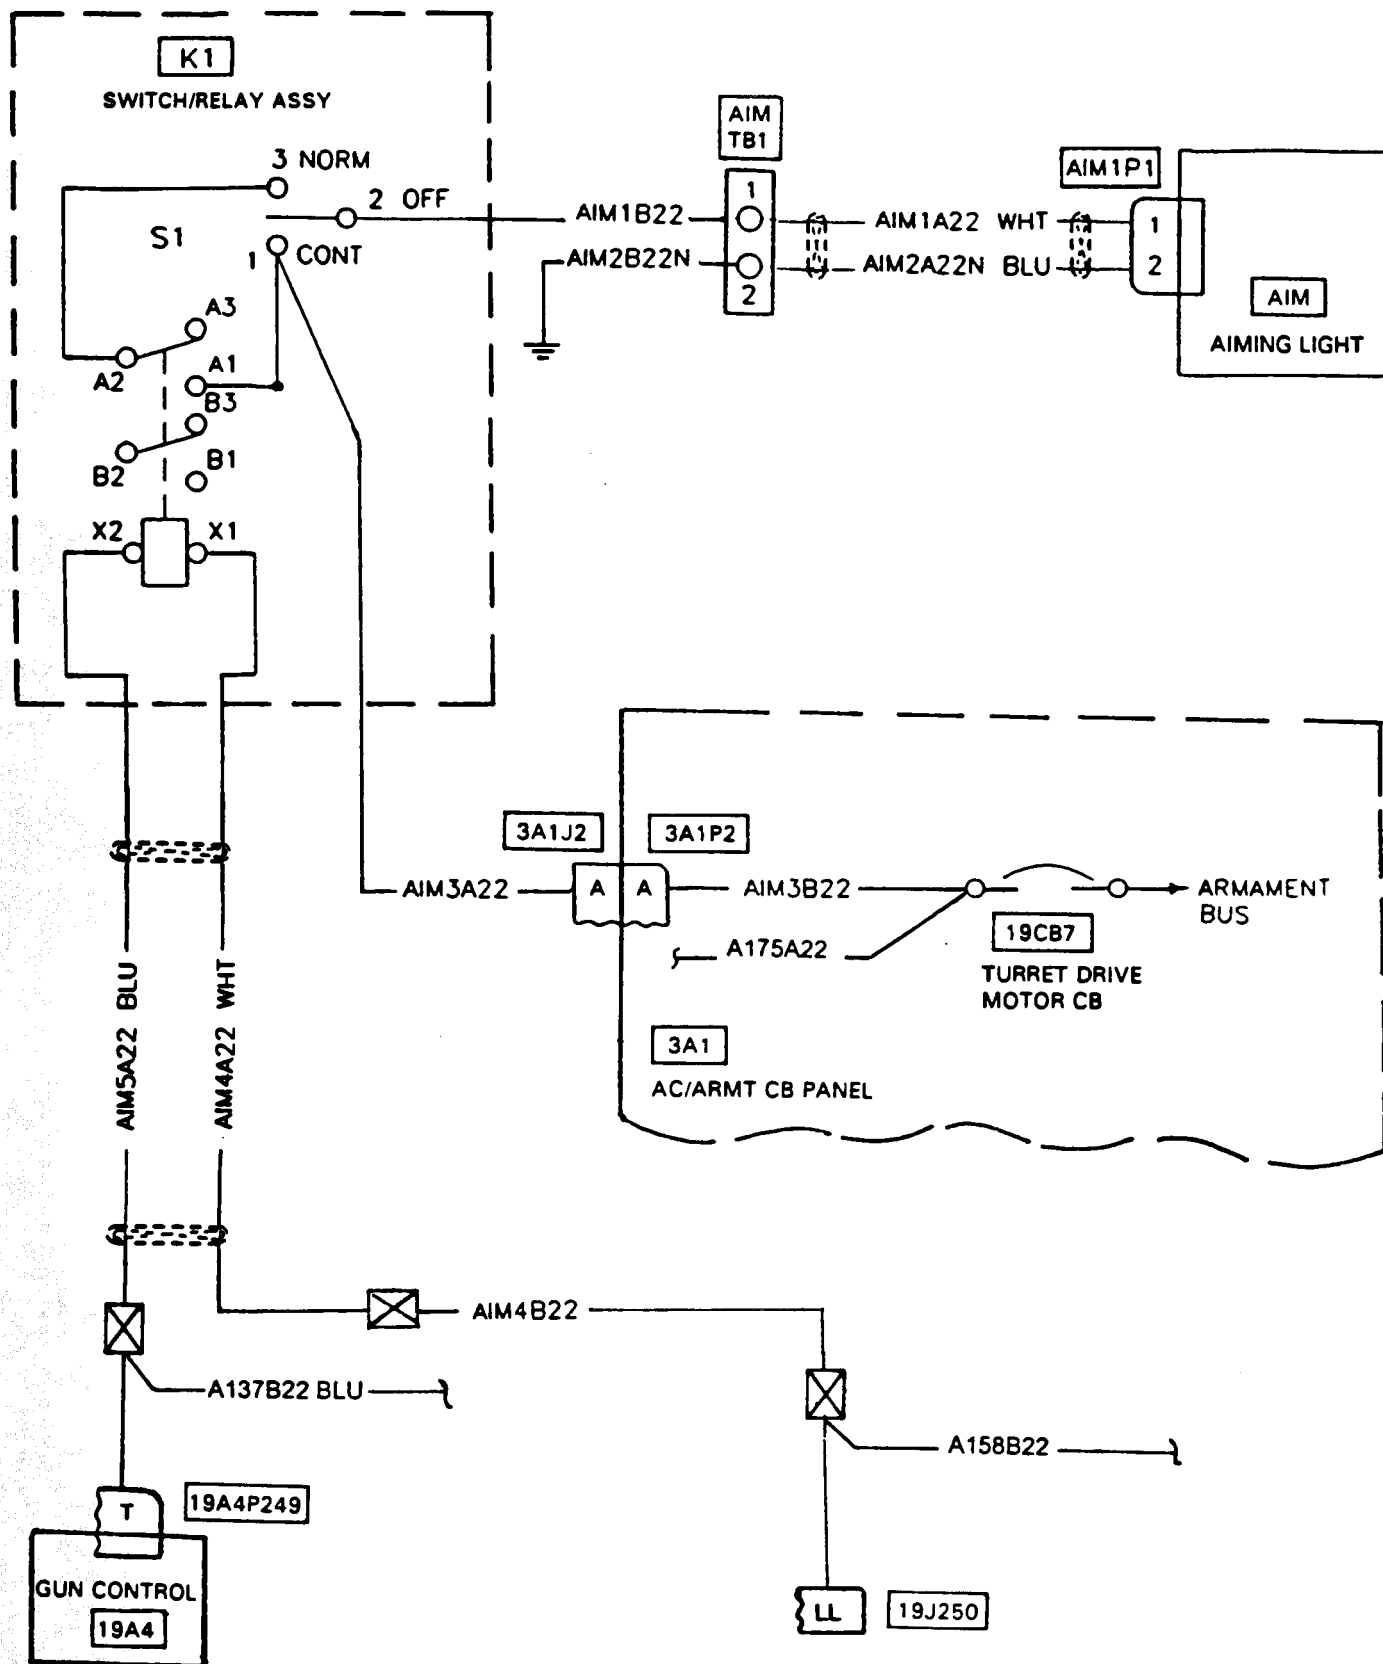 K1
SWITCH/RELAY ASSY
3 NORM
2 OFF
S1
1 CONT
A3
A2
A1
B3
B2
B1
X2
X1
AIM
TB1
1
2
AIM1B22
AIM2B22N
AIM1A22 WHT
AIM2A22N BLU
AIM1P1
1
2
AIM
AIMING LIGHT
3A1J2
3A1P2
AIM3A22
A
A
AIM3B22
ARMAMENT
BUS
A175A22
19CB7
TURRET DRIVE
MOTOR CB
3A1
AC/ARMT CB PANEL
AIM5A22 BLU
AIM4A22 WHT
AIM4B22
A137B22 BLU
A158B22
T
19A4P249
GUN CONTROL
19A4
LL
19J250